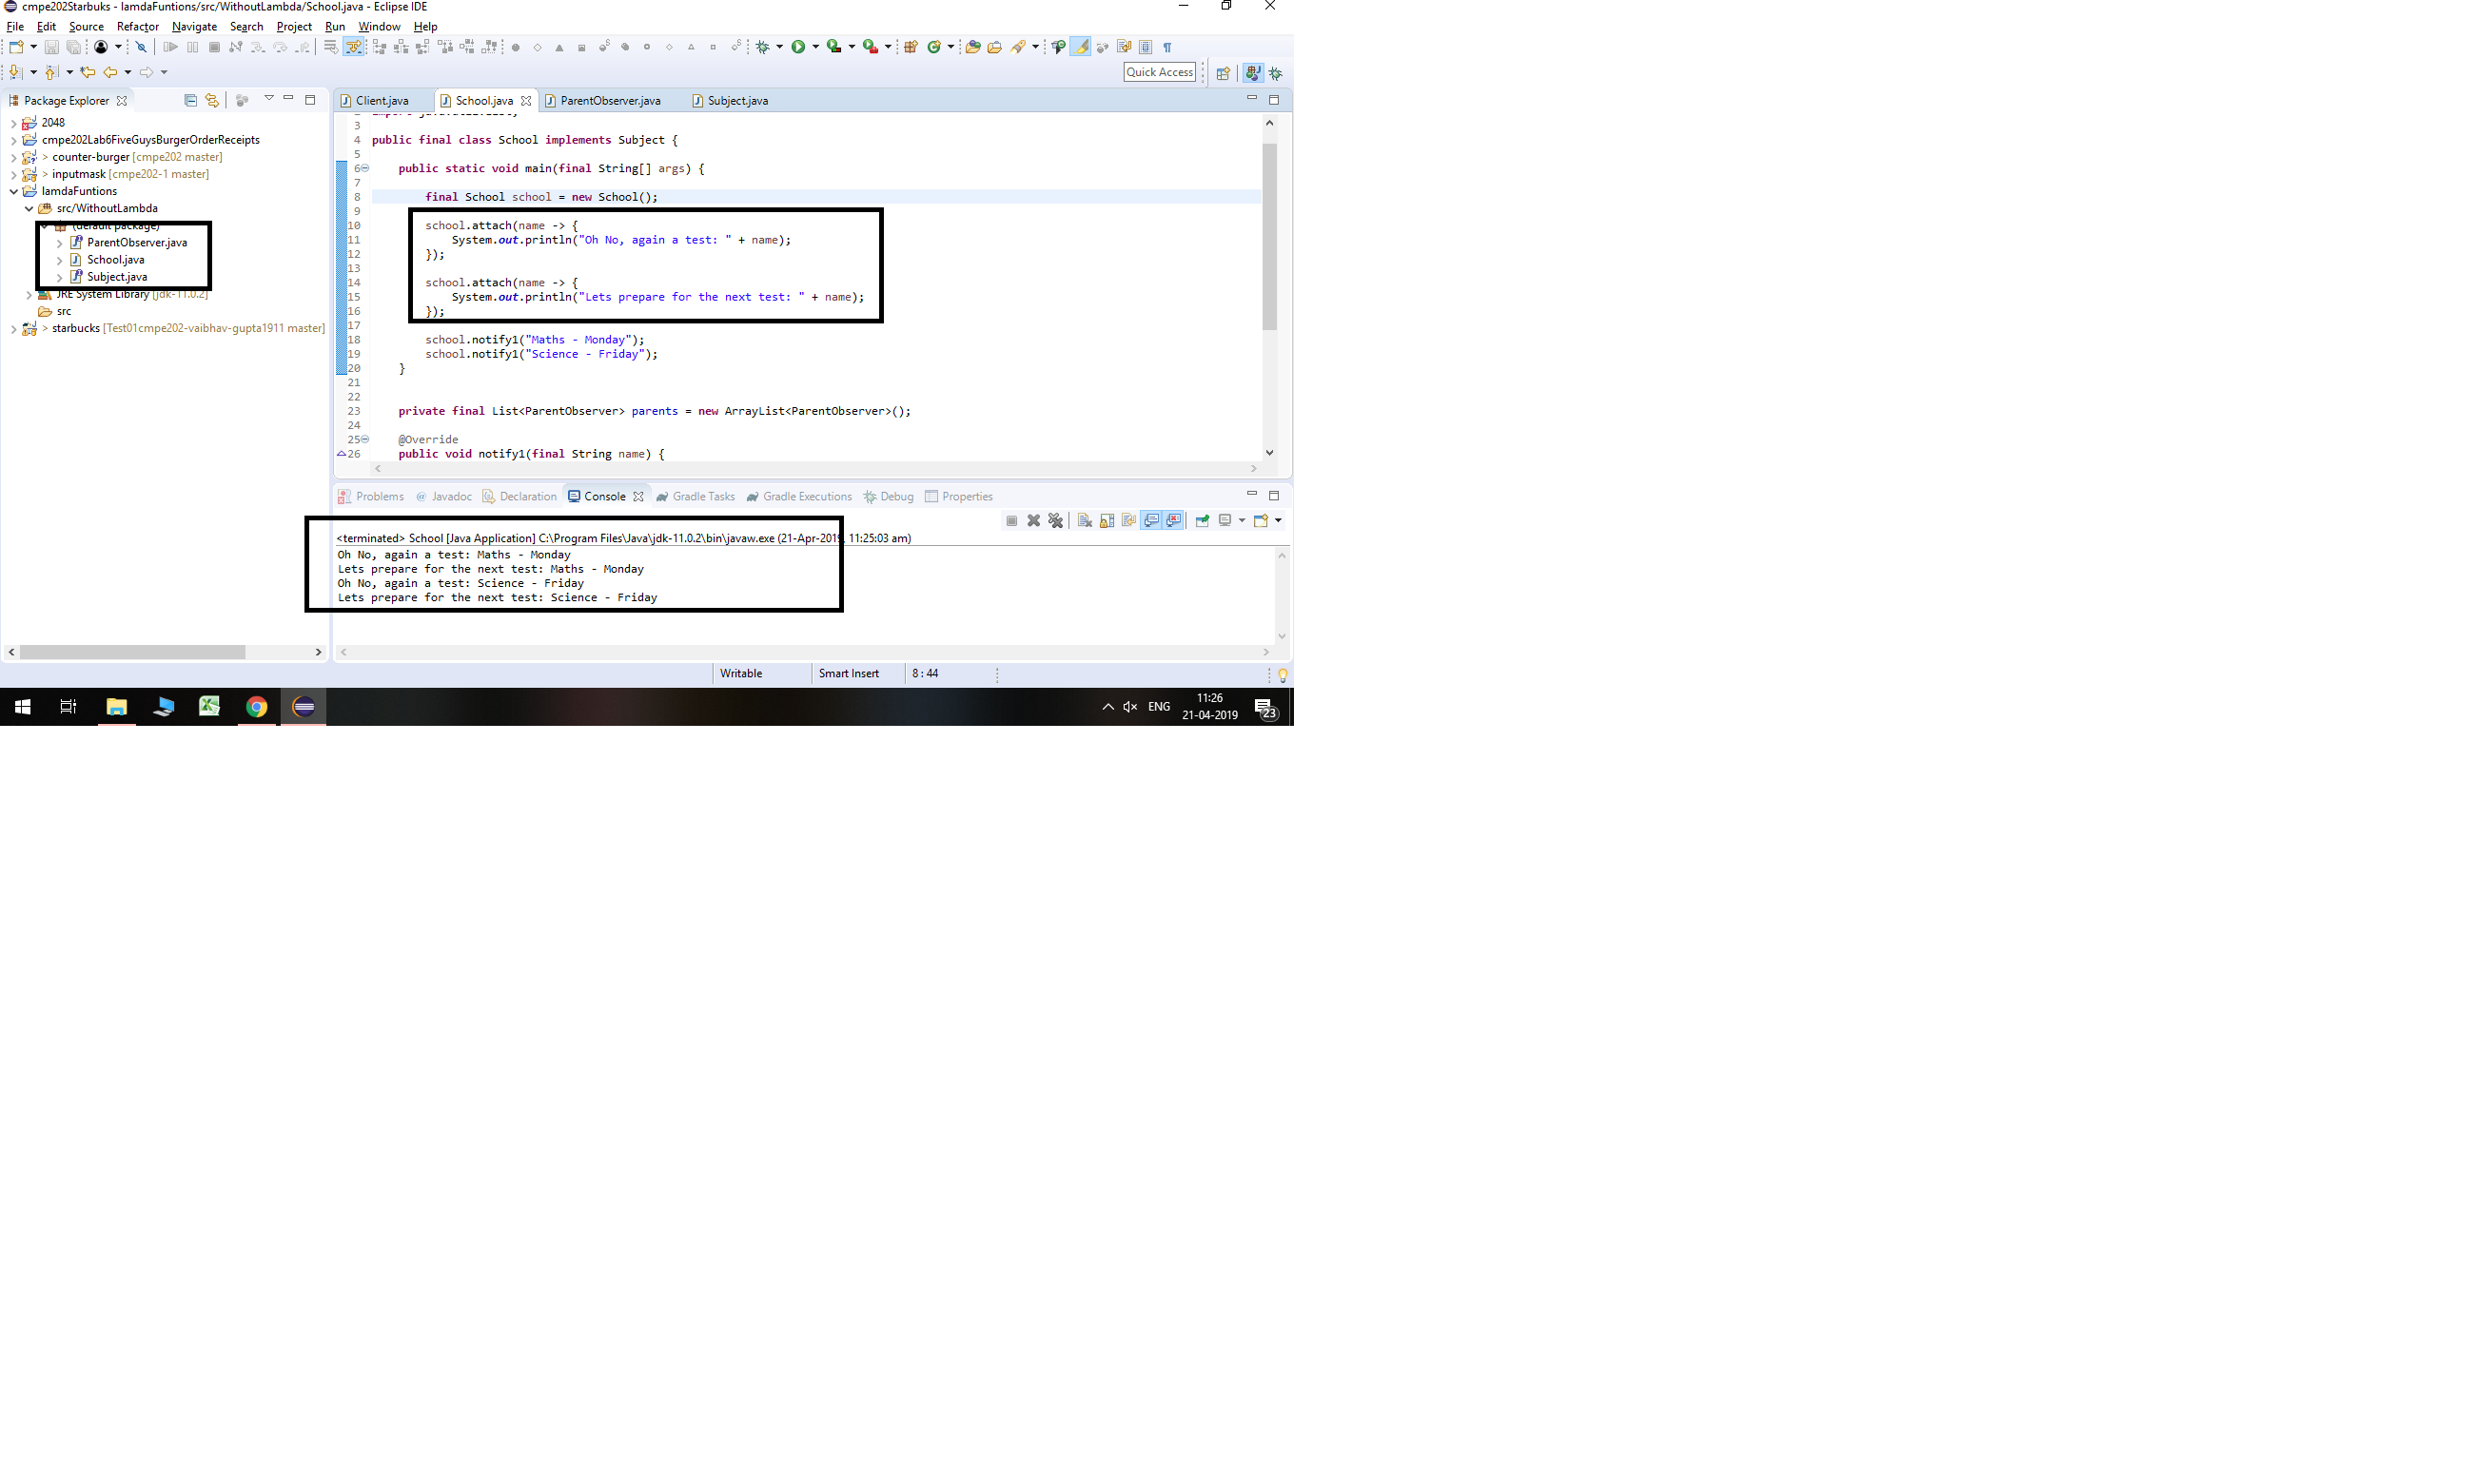 cmpe202Starbuks - lamdaFuntions/src/WithoutLambda/School.java - Eclipse IDE
File Edit Source Refactor Navigate Search Project Run Window Help
Quick Access
Package Explorer
2048
cmpe202Lab6FiveGuysBurgerOrderReceipts
> counter-burger [cmpe202 master]
> inputmask [cmpe202-1 master]
lamdaFuntions
src/WithoutLambda
(default package)
ParentObserver.java
School.java
Subject.java
JRE System Library [jdk-11.0.2]
src
> starbucks [Test01cmpe202-vaibhav-gupta1911 master]
Client.java School.java ParentObserver.java Subject.java
3
4 public final class School implements Subject {
5
6 public static void main(final String[] args) {
7
8 final School school = new School();
9
10 school.attach(name -> {
11 System.out.println("Oh No, again a test: " + name);
12 });
13
14 school.attach(name -> {
15 System.out.println("Lets prepare for the next test: " + name);
16 });
17
18 school.notify1("Maths - Monday");
19 school.notify1("Science - Friday");
20 }
21
22
23 private final List<ParentObserver> parents = new ArrayList<ParentObserver>();
24
25 @Override
26 public void notify1(final String name) {
Problems @ Javadoc Declaration Console Gradle Tasks Gradle Executions Debug Properties
<terminated> School [Java Application] C:\Program Files\Java\jdk-11.0.2\bin\javaw.exe (21-Apr-2019, 11:25:03 am)
Oh No, again a test: Maths - Monday
Lets prepare for the next test: Maths - Monday
Oh No, again a test: Science - Friday
Lets prepare for the next test: Science - Friday
Writable Smart Insert 8 : 44
ENG
11:26
21-04-2019
23